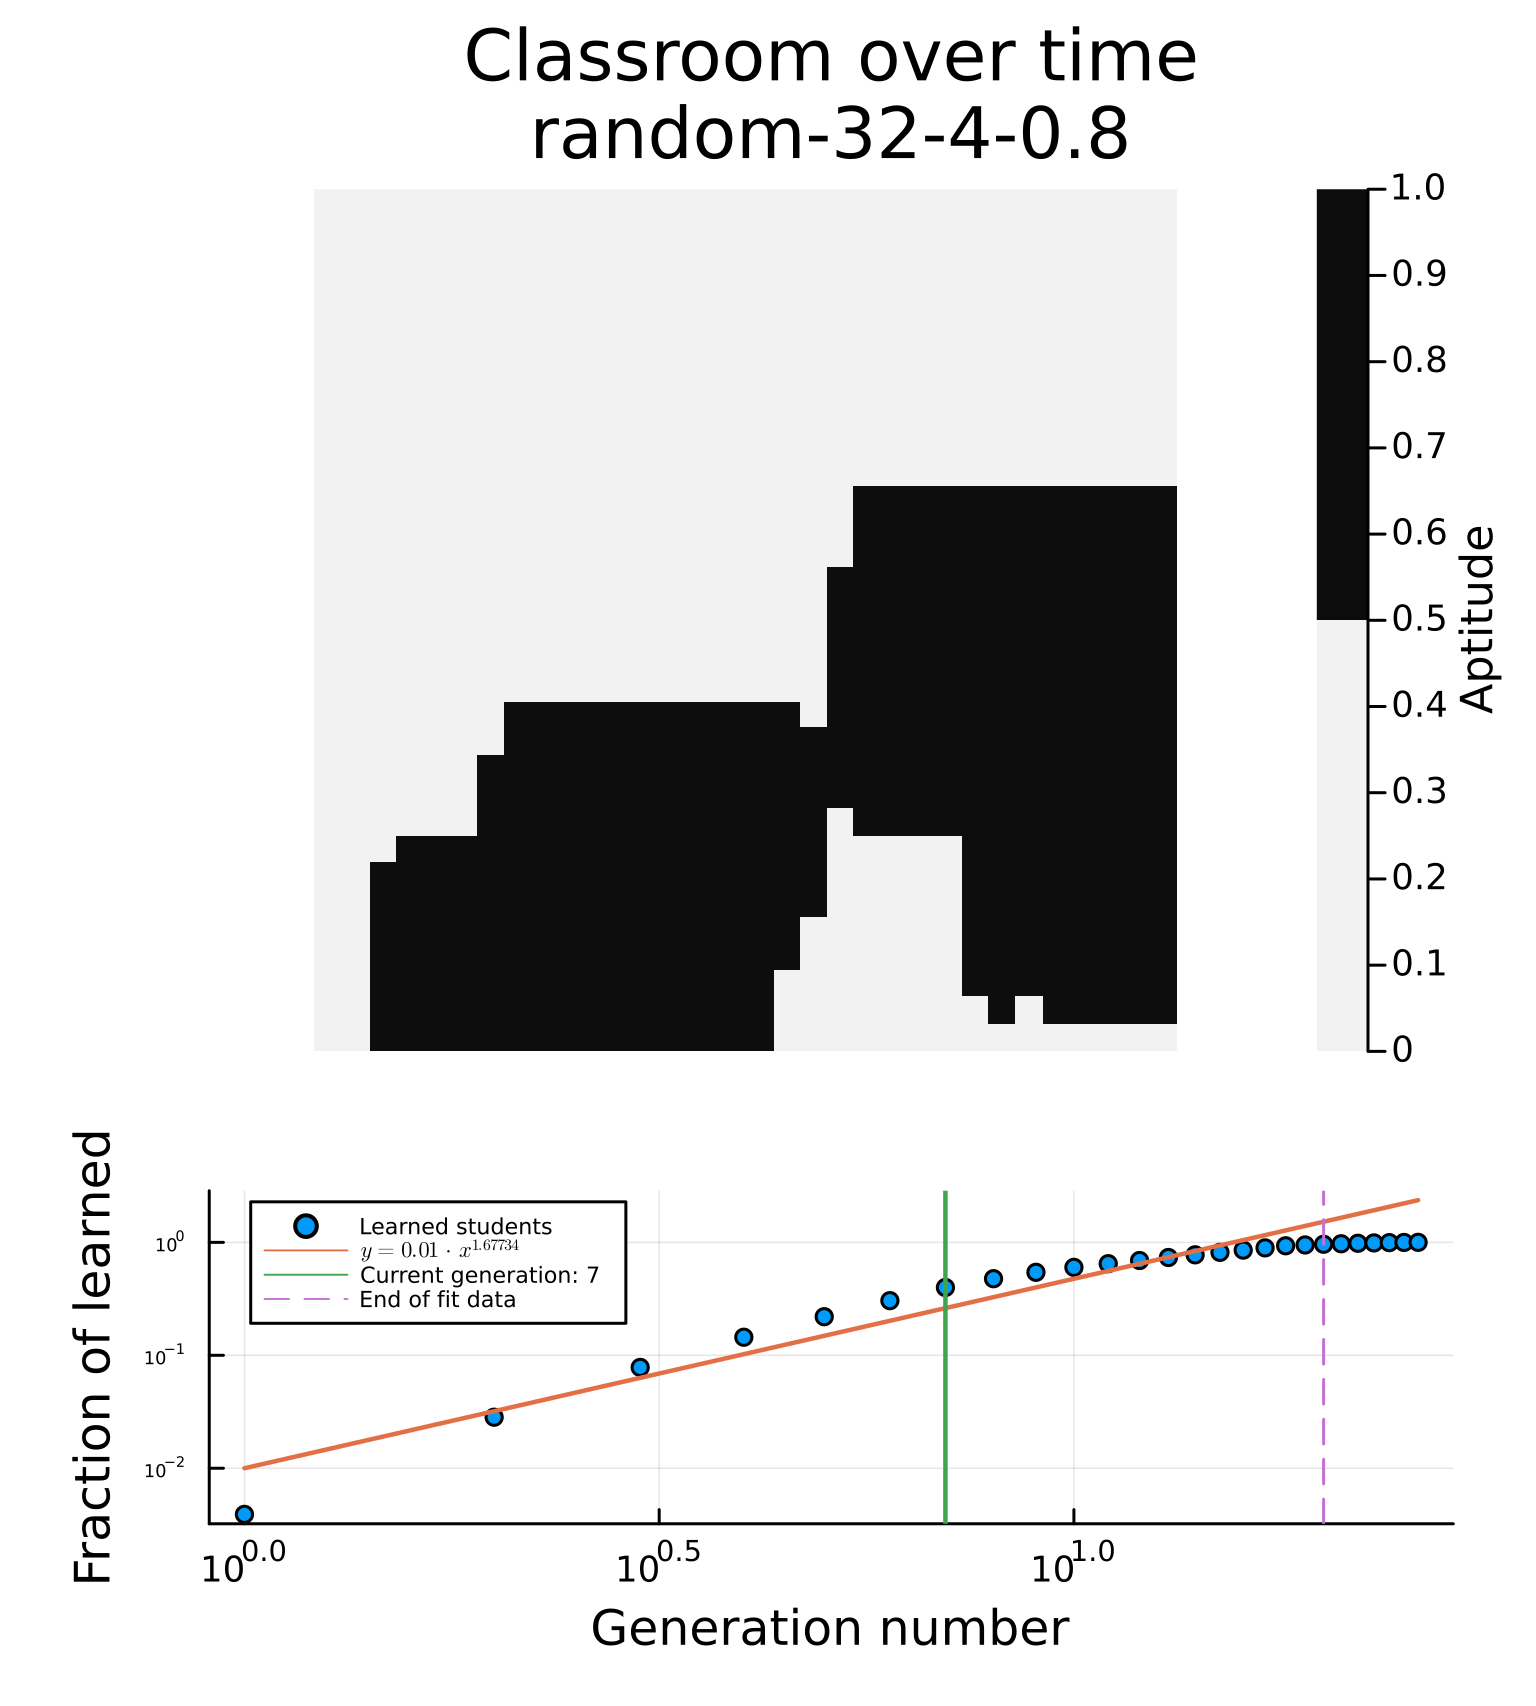 Classroom over time
random-32-4-0.8
1.0
0.9
0.8
0.7
0.6
0.5
0.4
0.3
0.2
0.1
0
Aptitude
Fraction of learned
10⁰
10⁻¹
10⁻²
Learned students
y = 0.01 · x^1.67734
Current generation: 7
End of fit data
10^0.0
10^0.5
10^1.0
Generation number